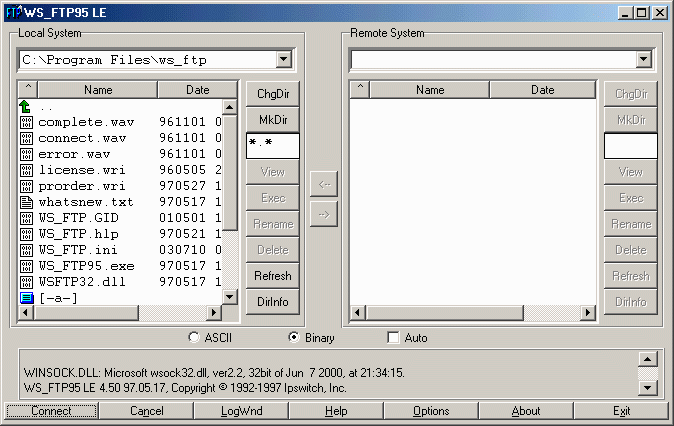 WS_FTP95 LE
Local System
C:\Program Files\ws_ftp
^ Name Date
ChgDir
MkDir
*.*
View
Exec
Rename
Delete
Refresh
DirInfo
..
complete.wav 961101 0
connect.wav 961101 0
error.wav 961101 0
license.wri 960505 2
prorder.wri 970527 1
whatsnew.txt 970517 1
WS_FTP.GID 010501 1
WS_FTP.hlp 970521 1
WS_FTP.ini 030710 0
WS_FTP95.exe 970517 1
WSFTP32.dll 970517 1
[-a-]
<--
-->
Remote System
^ Name Date
ChgDir
MkDir
View
Exec
Rename
Delete
Refresh
DirInfo
ASCII Binary Auto
WINSOCK.DLL: Microsoft wsock32.dll, ver2.2, 32bit of Jun 7 2000, at 21:34:15.
WS_FTP95 LE 4.50 97.05.17, Copyright © 1992-1997 Ipswitch, Inc.
Connect Cancel LogWnd Help Options About Exit